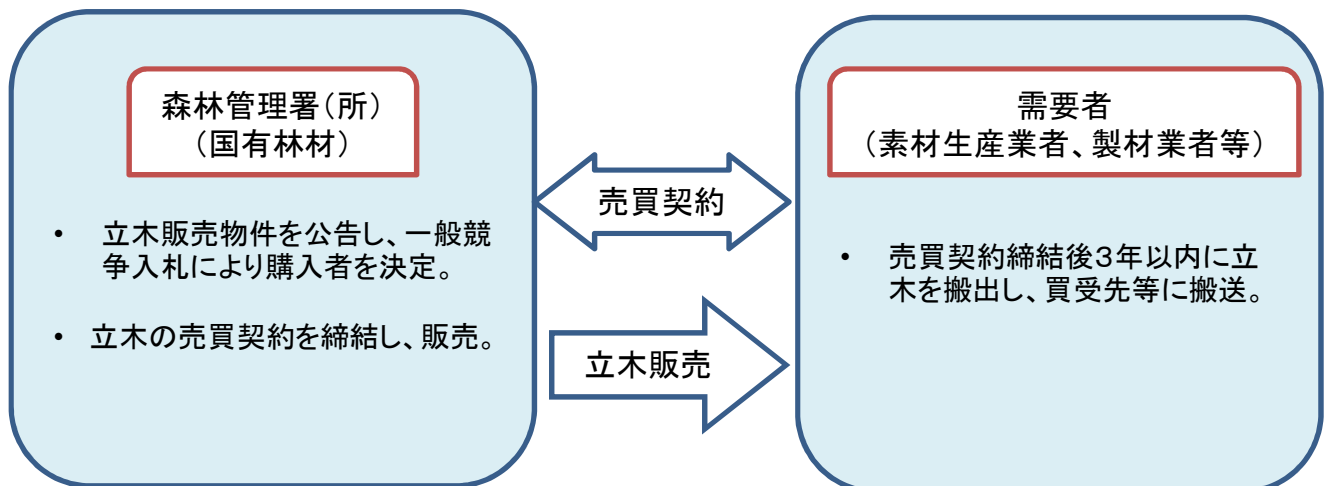 森林管理署(所)
(国有林材)
• 立木販売物件を公告し、一般競
争入札により購入者を決定。
• 立木の売買契約を締結し、販売。
売買契約
立木販売
需要者
(素材生産業者、製材業者等)
• 売買契約締結後3年以内に立
木を搬出し、買受先等に搬送。